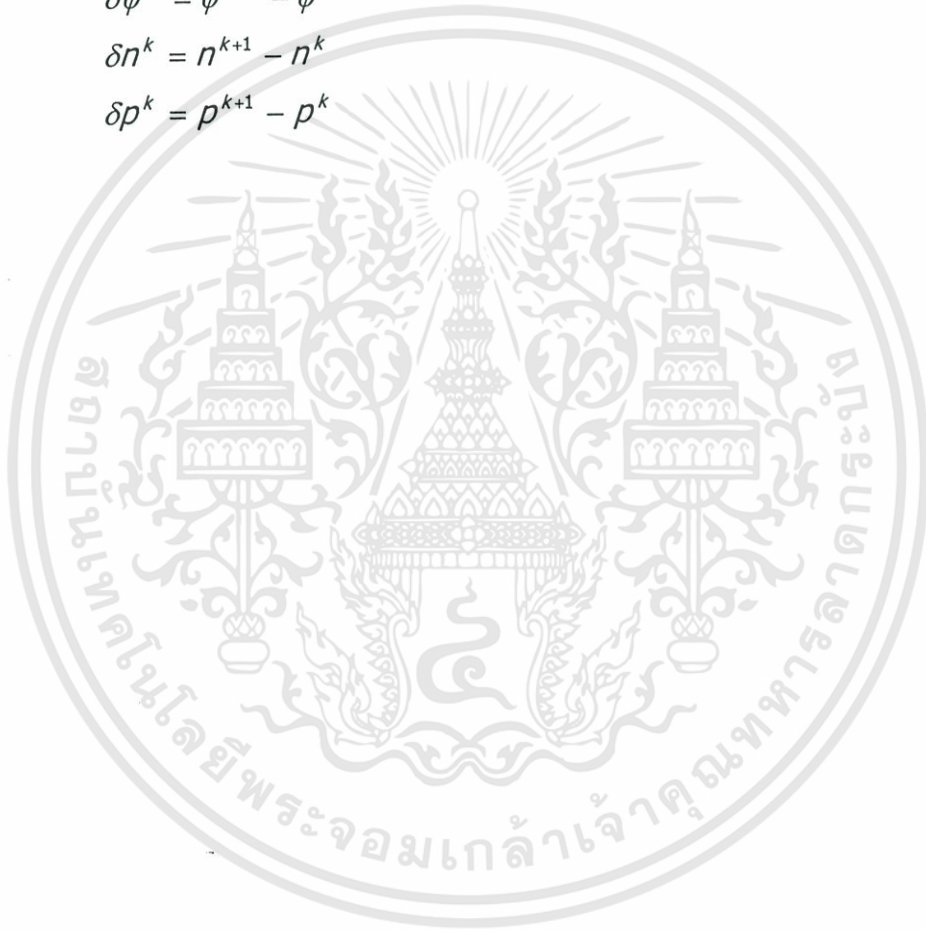 δn^k = n^{k+1} − n^k
δp^k = p^{k+1} − p^k
สถาบันเทคโนโลยีพระจอมเกล้าเจ้าคุณทหารลาดกระบัง